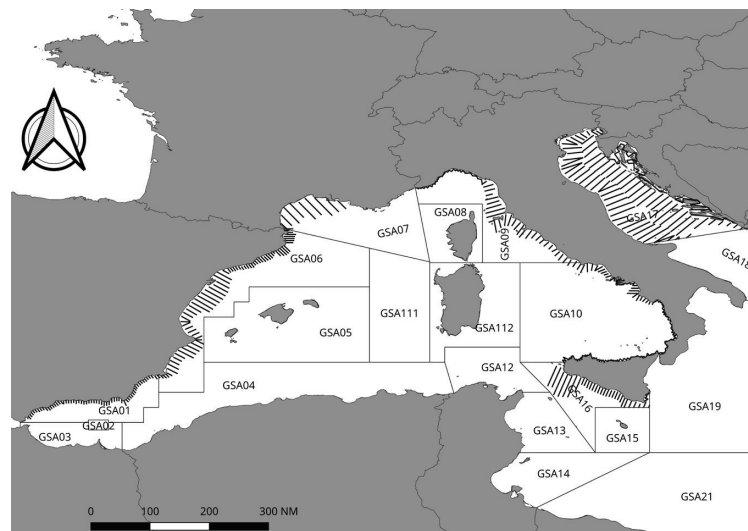 GSA17
GSA08
GSA07
GSA09
GSA06
GSA18
GSA111
GSA112
GSA10
GSA05
GSA12
GSA04
GSA16
GSA01
GSA02
GSA03
GSA13
GSA15
GSA19
GSA14
GSA21
0 100 200 300 NM